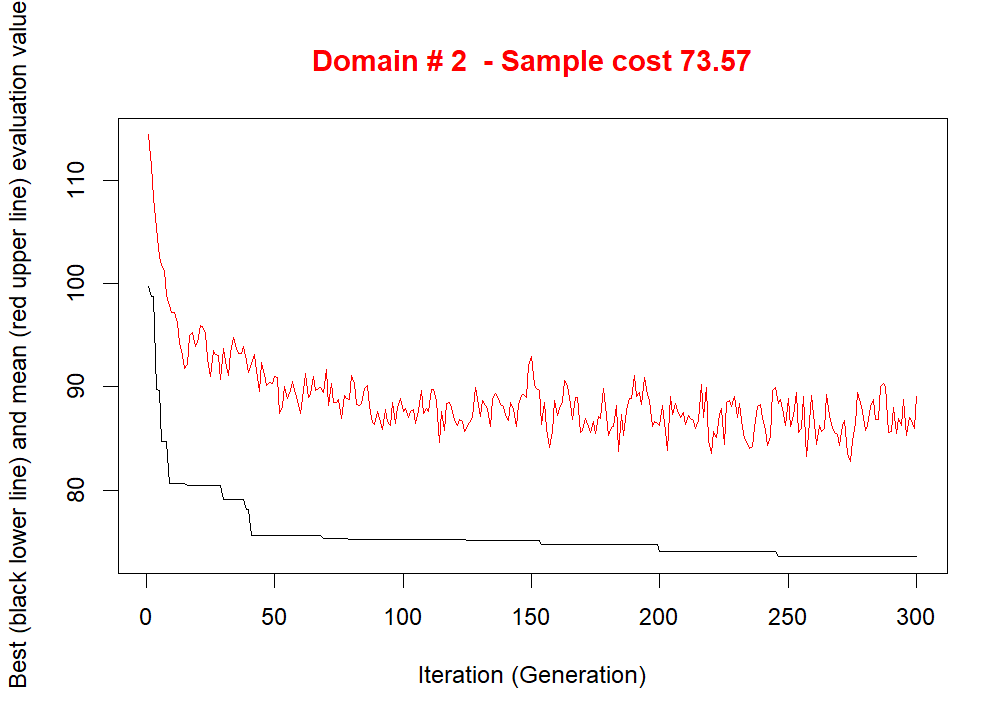 Domain # 2  - Sample cost 73.57
Best (black lower line) and mean (red upper line) evaluation value
110
100
90
80
0 50 100 150 200 250 300
Iteration (Generation)